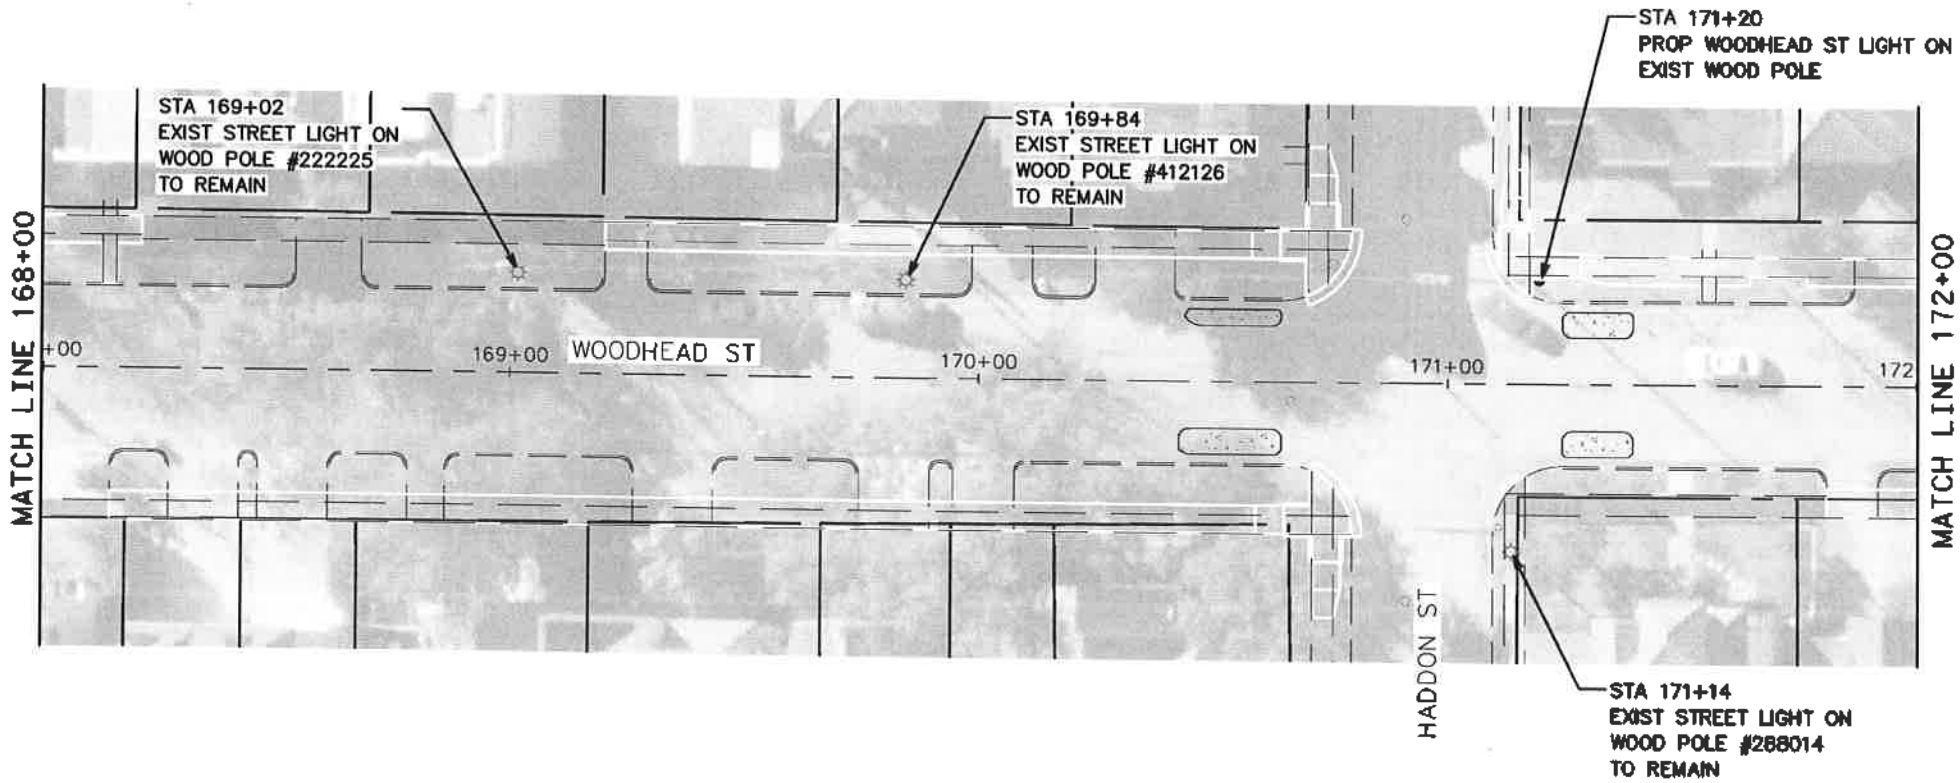 STA 171+20
PROP WOODHEAD ST LIGHT ON
EXIST WOOD POLE
STA 169+02
EXIST STREET LIGHT ON
WOOD POLE #222225
TO REMAIN
STA 169+84
EXIST STREET LIGHT ON
WOOD POLE #412126
TO REMAIN
MATCH LINE 168+00
+00
169+00
WOODHEAD ST
170+00
171+00
172
MATCH LINE 172+00
HADDON ST
STA 171+14
EXIST STREET LIGHT ON
WOOD POLE #288014
TO REMAIN